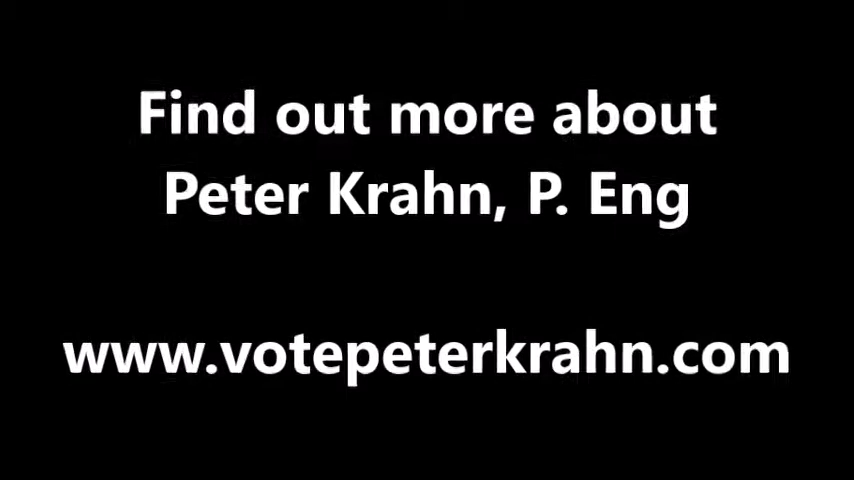 Find out more about
Peter Krahn, P. Eng
www.votepeterkrahn.com